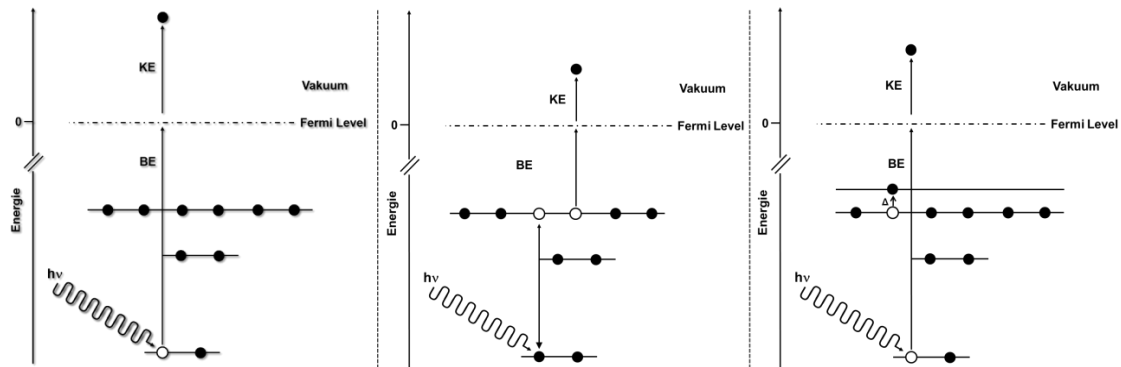 KE
Vakuum
0
Fermi Level
BE
Energie
hν
KE
Vakuum
0
Fermi Level
BE
Energie
hν
KE
Vakuum
0
Fermi Level
BE
Δ
Energie
hν